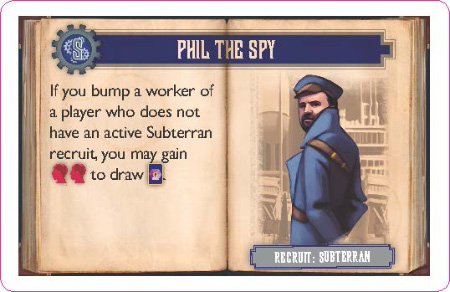 S
PHIL THE SPY
If you bump a worker of
a player who does not
have an active Subterran
recruit, you may gain
to draw .
RECRUIT: SUBTERRAN